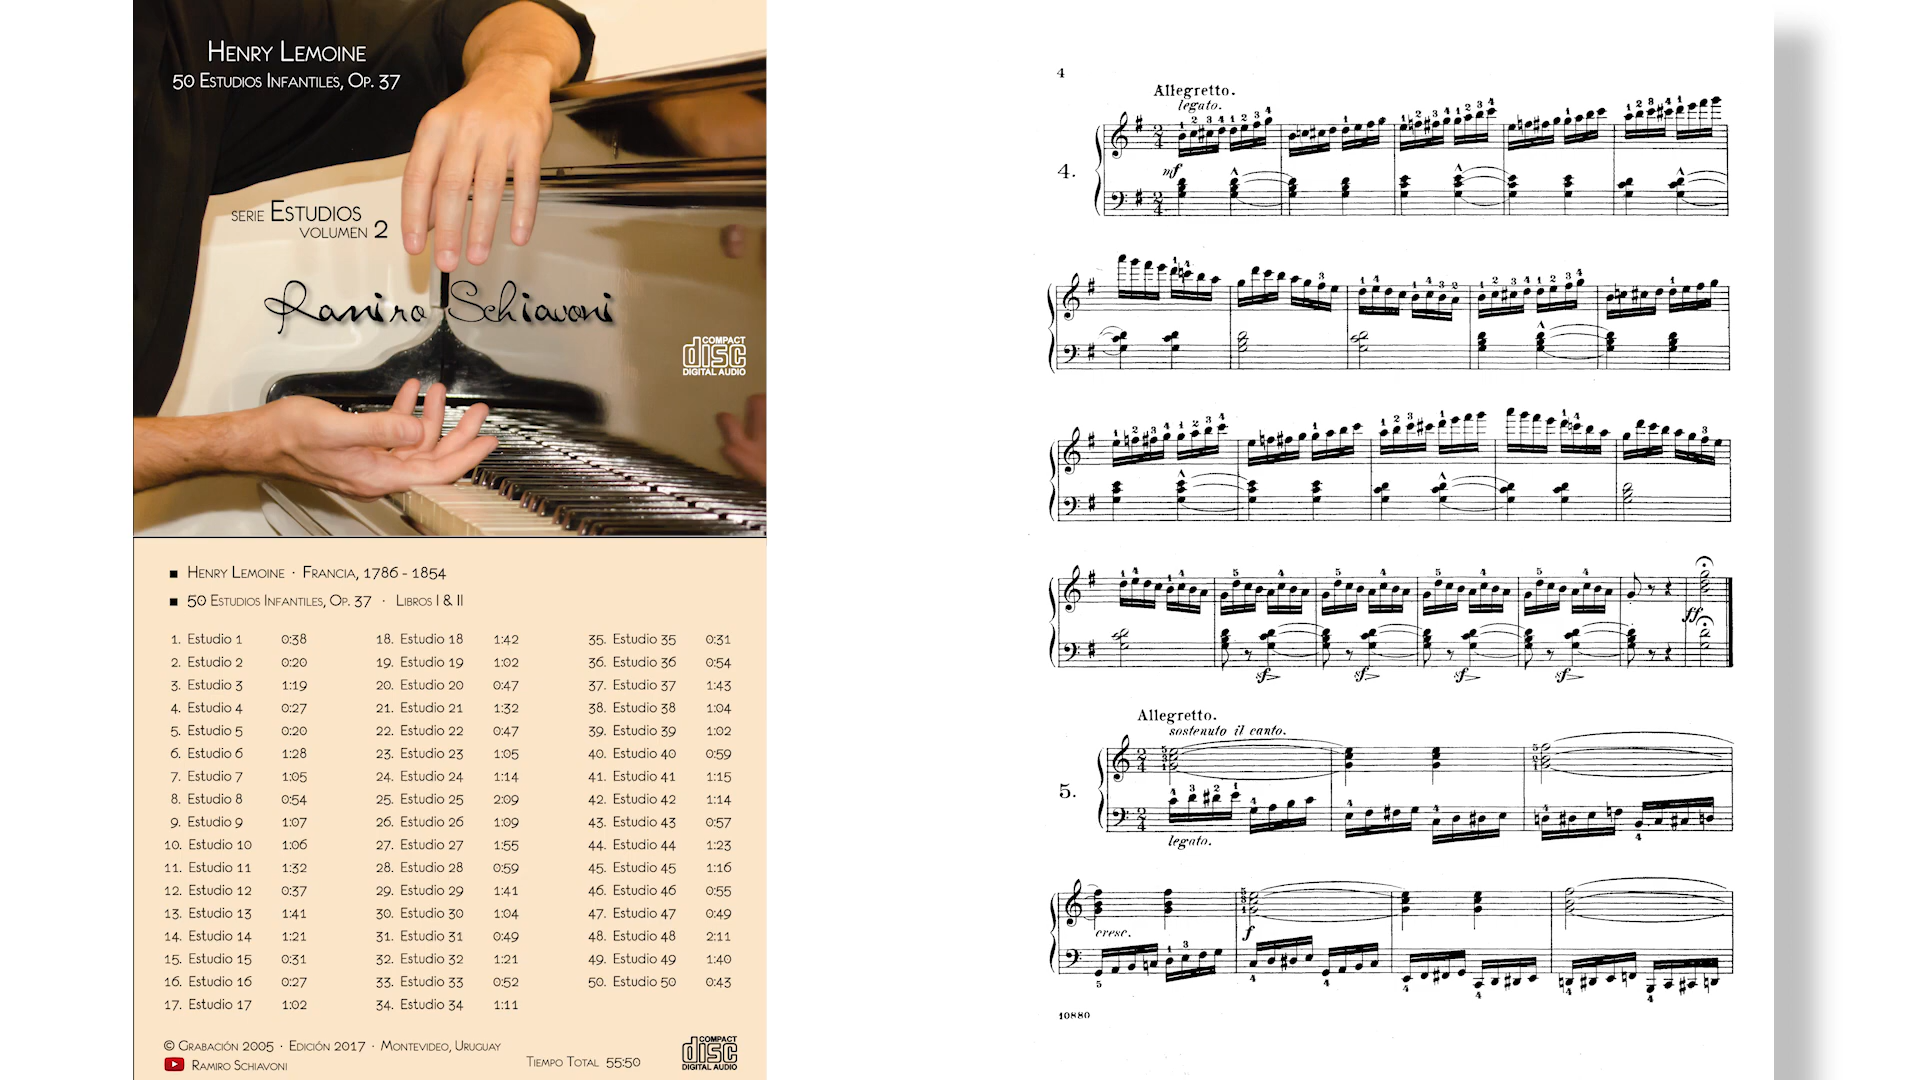 HENRY LEMOINE
50 ESTUDIOS INFANTILES, OP. 37
SERIE ESTUDIOS
VOLUMEN 2
Ramiro Schiavoni
COMPACT
disc
DIGITAL AUDIO
HENRY LEMOINE · FRANCIA, 1786 - 1854
50 ESTUDIOS INFANTILES, OP. 37 · LIBROS I & II
1. Estudio 1 0:38
2. Estudio 2 0:20
3. Estudio 3 1:19
4. Estudio 4 0:27
5. Estudio 5 0:20
6. Estudio 6 1:28
7. Estudio 7 1:05
8. Estudio 8 0:54
9. Estudio 9 1:07
10. Estudio 10 1:06
11. Estudio 11 1:32
12. Estudio 12 0:37
13. Estudio 13 1:41
14. Estudio 14 1:21
15. Estudio 15 0:31
16. Estudio 16 0:27
17. Estudio 17 1:02
18. Estudio 18 1:42
19. Estudio 19 1:02
20. Estudio 20 0:47
21. Estudio 21 1:32
22. Estudio 22 0:47
23. Estudio 23 1:05
24. Estudio 24 1:14
25. Estudio 25 2:09
26. Estudio 26 1:09
27. Estudio 27 1:55
28. Estudio 28 0:59
29. Estudio 29 1:41
30. Estudio 30 1:04
31. Estudio 31 0:49
32. Estudio 32 1:21
33. Estudio 33 0:52
34. Estudio 34 1:11
35. Estudio 35 0:31
36. Estudio 36 0:54
37. Estudio 37 1:43
38. Estudio 38 1:04
39. Estudio 39 1:02
40. Estudio 40 0:59
41. Estudio 41 1:15
42. Estudio 42 1:14
43. Estudio 43 0:57
44. Estudio 44 1:23
45. Estudio 45 1:16
46. Estudio 46 0:55
47. Estudio 47 0:49
48. Estudio 48 2:11
49. Estudio 49 1:40
50. Estudio 50 0:43
© GRABACIÓN 2005 · EDICIÓN 2017 · MONTEVIDEO, URUGUAY
RAMIRO SCHIAVONI
TIEMPO TOTAL 55:50
COMPACT
disc
DIGITAL AUDIO
4
Allegretto.
legato.
4.
mf
ff
sf sf sf sf
Allegretto.
sostenuto il canto.
5.
legato.
cresc.
f
10880